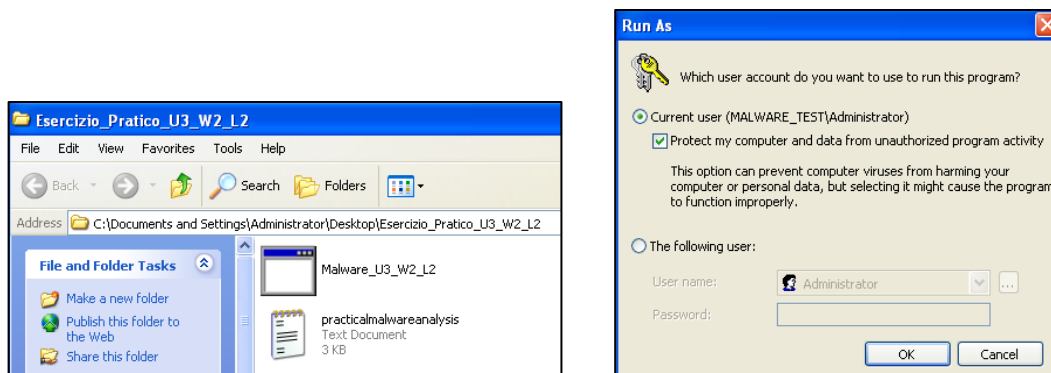 Esercizio_Pratico_U3_W2_L2
File Edit View Favorites Tools Help
Back Search Folders
Address C:\Documents and Settings\Administrator\Desktop\Esercizio_Pratico_U3_W2_L2
File and Folder Tasks
Make a new folder
Publish this folder to
the Web
Share this folder
Malware_U3_W2_L2
practicalmalwareanalysis
Text Document
3 KB
Run As
Which user account do you want to use to run this program?
Current user (MALWARE_TEST\Administrator)
Protect my computer and data from unauthorized program activity
This option can prevent computer viruses from harming your
computer or personal data, but selecting it might cause the program
to function improperly.
The following user:
User name: Administrator ...
Password:
OK Cancel